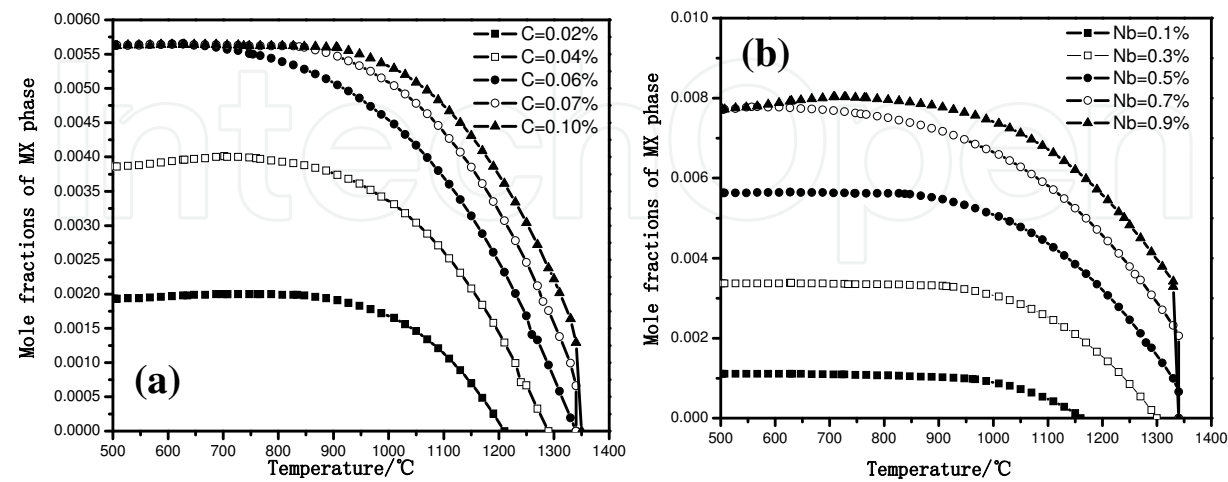 0.0060
0.0055
0.0050
0.0045
0.0040
0.0035
0.0030
0.0025
0.0020
0.0015
0.0010
0.0005
0.0000
Mole fractions of MX phase
C=0.02%
C=0.04%
C=0.06%
C=0.07%
C=0.10%
(a)
500 600 700 800 900 1000 1100 1200 1300 1400
Temperature/℃
0.010
0.008
0.006
0.004
0.002
0.000
Mole fractions of MX phase
(b)
Nb=0.1%
Nb=0.3%
Nb=0.5%
Nb=0.7%
Nb=0.9%
500 600 700 800 900 1000 1100 1200 1300 1400
Temperature/℃
IntechOpen